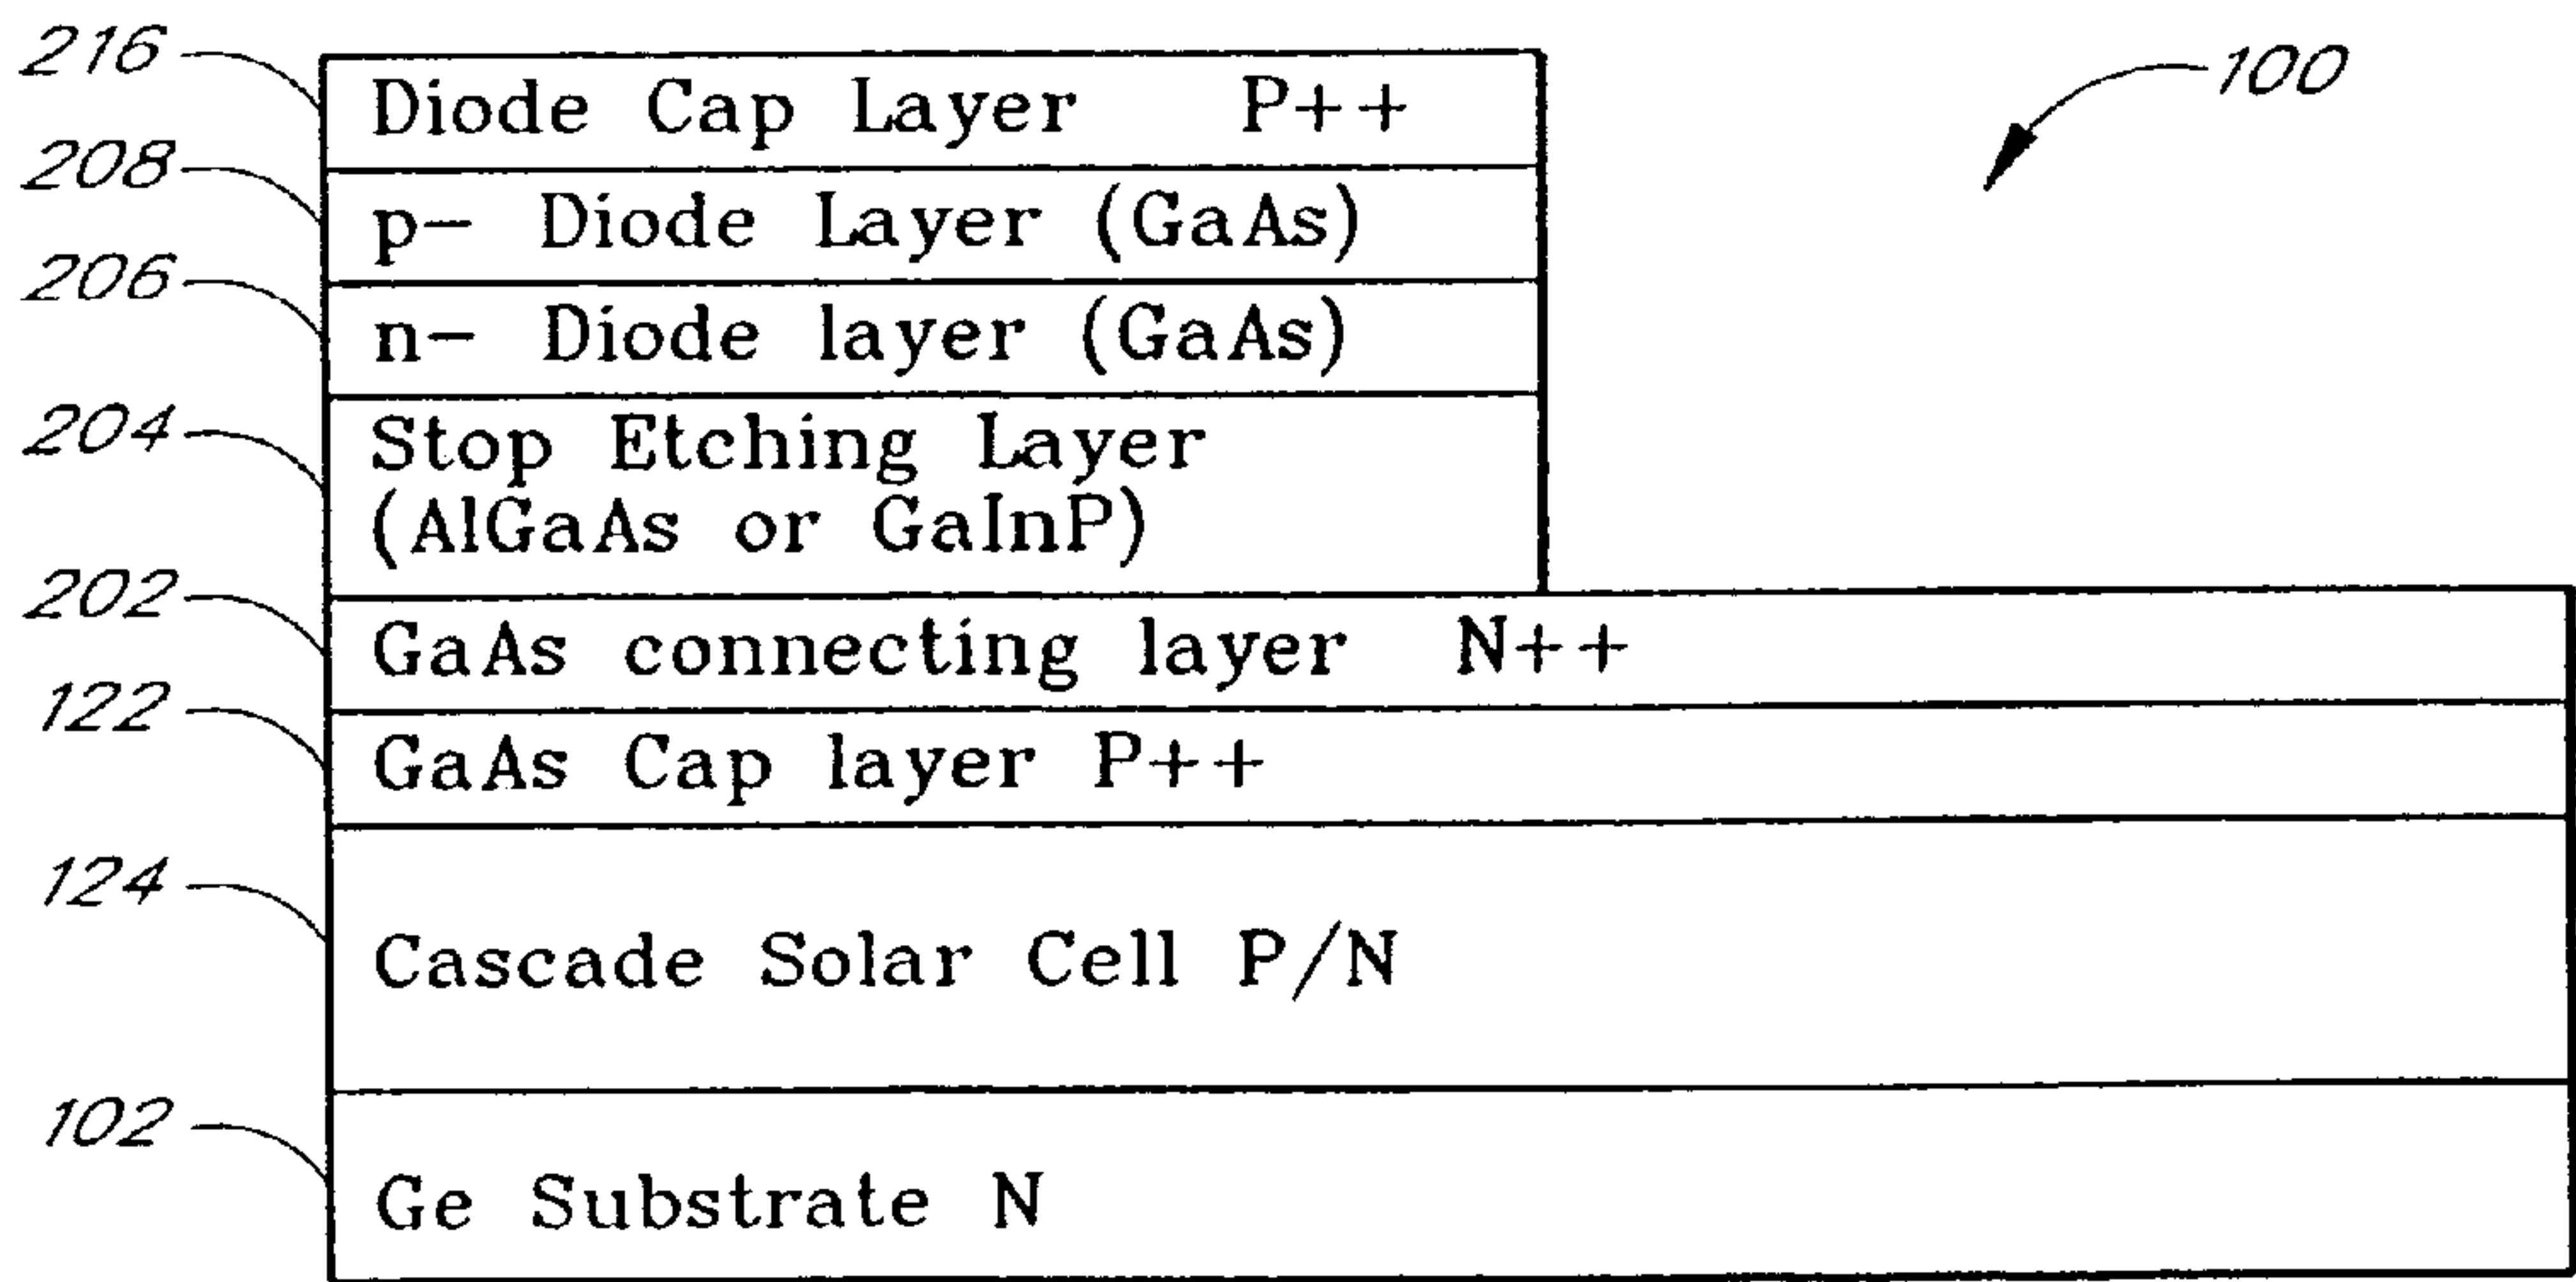 216
Diode Cap Layer P++
100
208
p- Diode Layer (GaAs)
206
n- Diode layer (GaAs)
204
Stop Etching Layer
(AlGaAs or GaInP)
202
GaAs connecting layer N++
122
GaAs Cap layer P++
124
Cascade Solar Cell P/N
102
Ge Substrate N